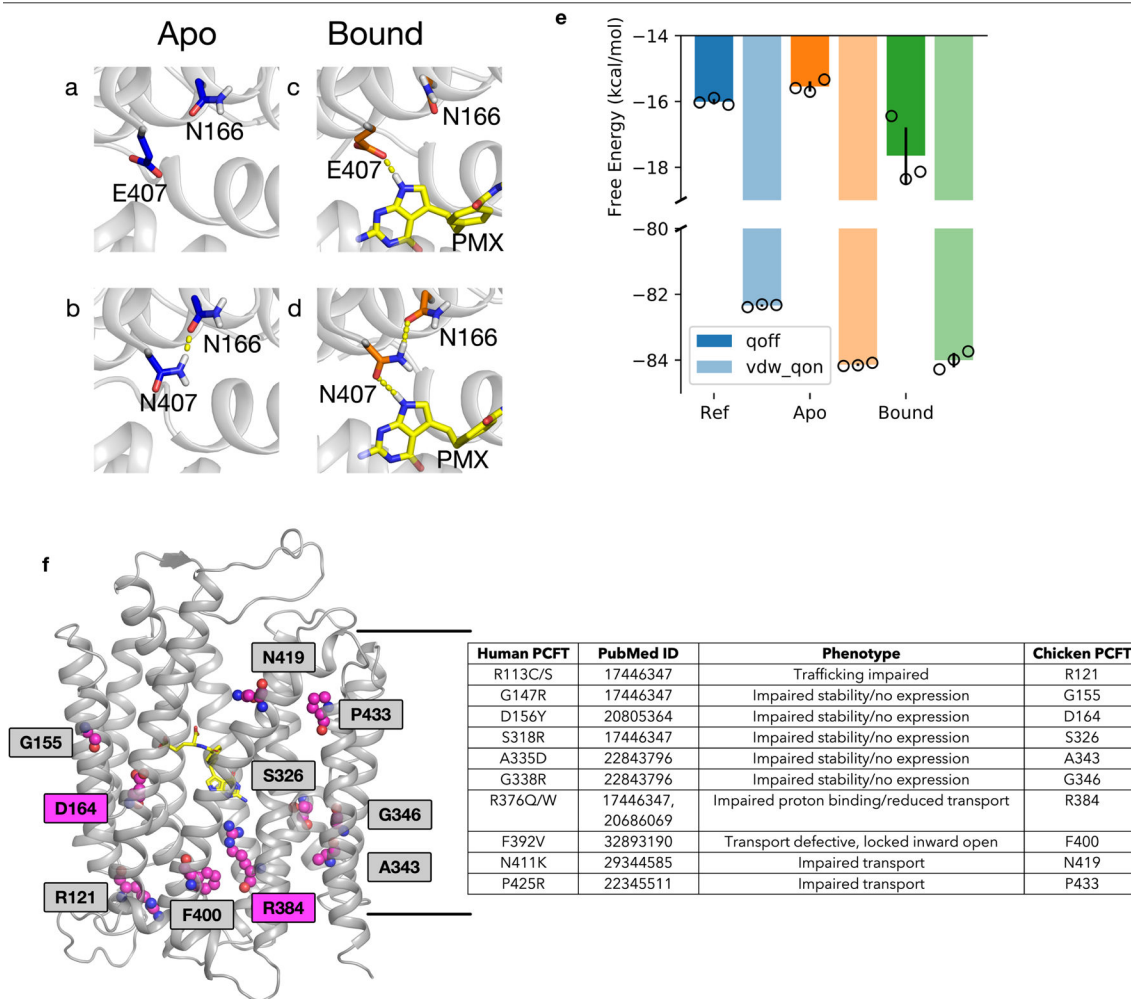 Apo
Bound
a
N166
E407
c
N166
E407
PMX
b
N166
N407
d
N166
N407
PMX
e
Free Energy (kcal/mol)
−14
−16
−18
−80
−82
−84
qoff
vdw_qon
Ref
Apo
Bound
f
N419
P433
G155
S326
D164
G346
A343
R121
F400
R384
Human PCFT PubMed ID Phenotype Chicken PCFT
R113C/S 17446347 Trafficking impaired R121
G147R 17446347 Impaired stability/no expression G155
D156Y 20805364 Impaired stability/no expression D164
S318R 17446347 Impaired stability/no expression S326
A335D 22843796 Impaired stability/no expression A343
G338R 22843796 Impaired stability/no expression G346
R376Q/W 17446347, Impaired proton binding/reduced transport R384
20686069
F392V 32893190 Transport defective, locked inward open F400
N411K 29344585 Impaired transport N419
P425R 22345511 Impaired transport P433